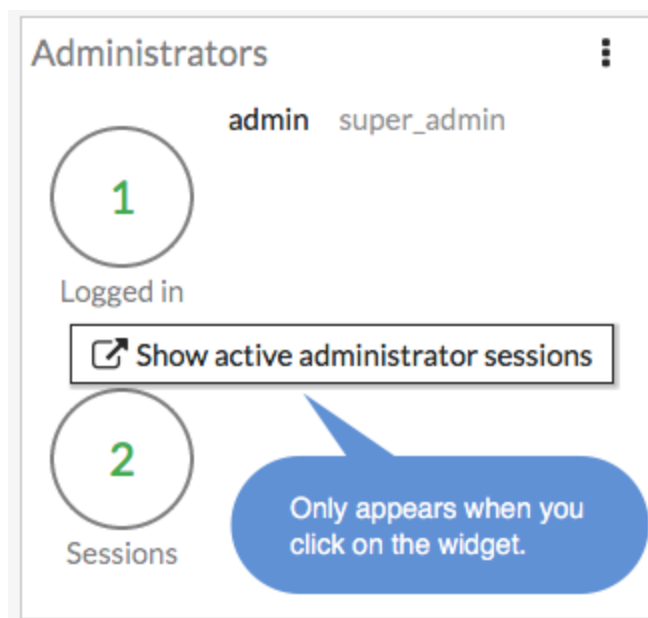 Administrators
admin super_admin
1
Logged in
Show active administrator sessions
2
Sessions
Only appears when you
click on the widget.